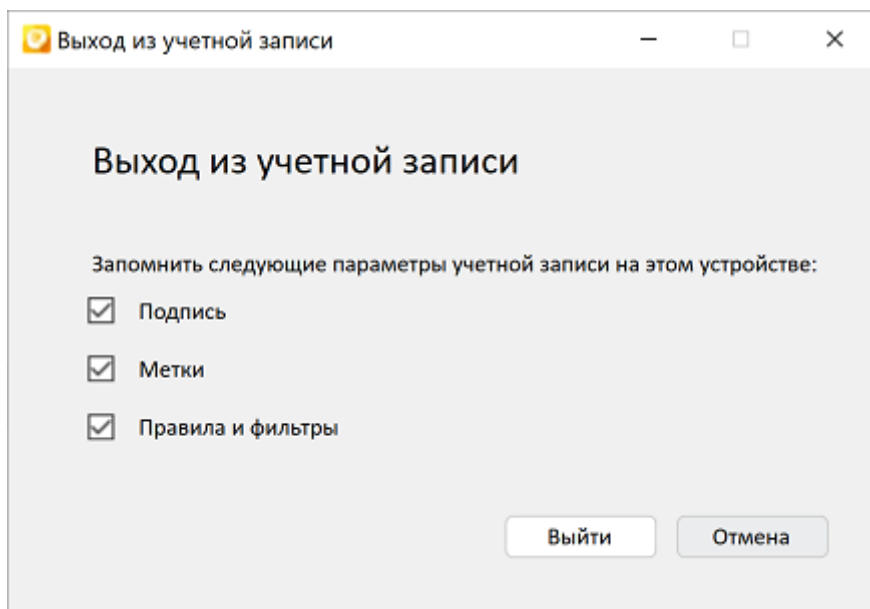 Выход из учетной записи
Выход из учетной записи
Запомнить следующие параметры учетной записи на этом устройстве:
Подпись
Метки
Правила и фильтры
Выйти Отмена